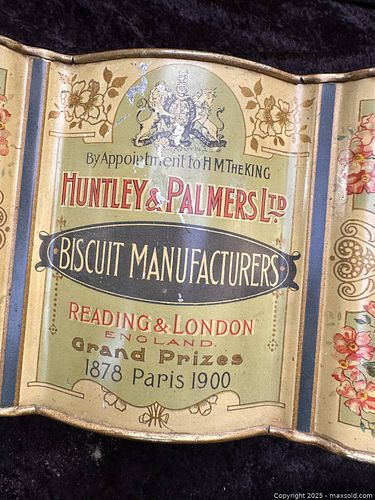 By Appointment to H M THE KING
HUNTLEY & PALMERS LTD
BISCUIT MANUFACTURERS
READING & LONDON
ENGLAND.
Grand Prizes
1878 Paris 1900
Copyright 2025 - maxsold.com